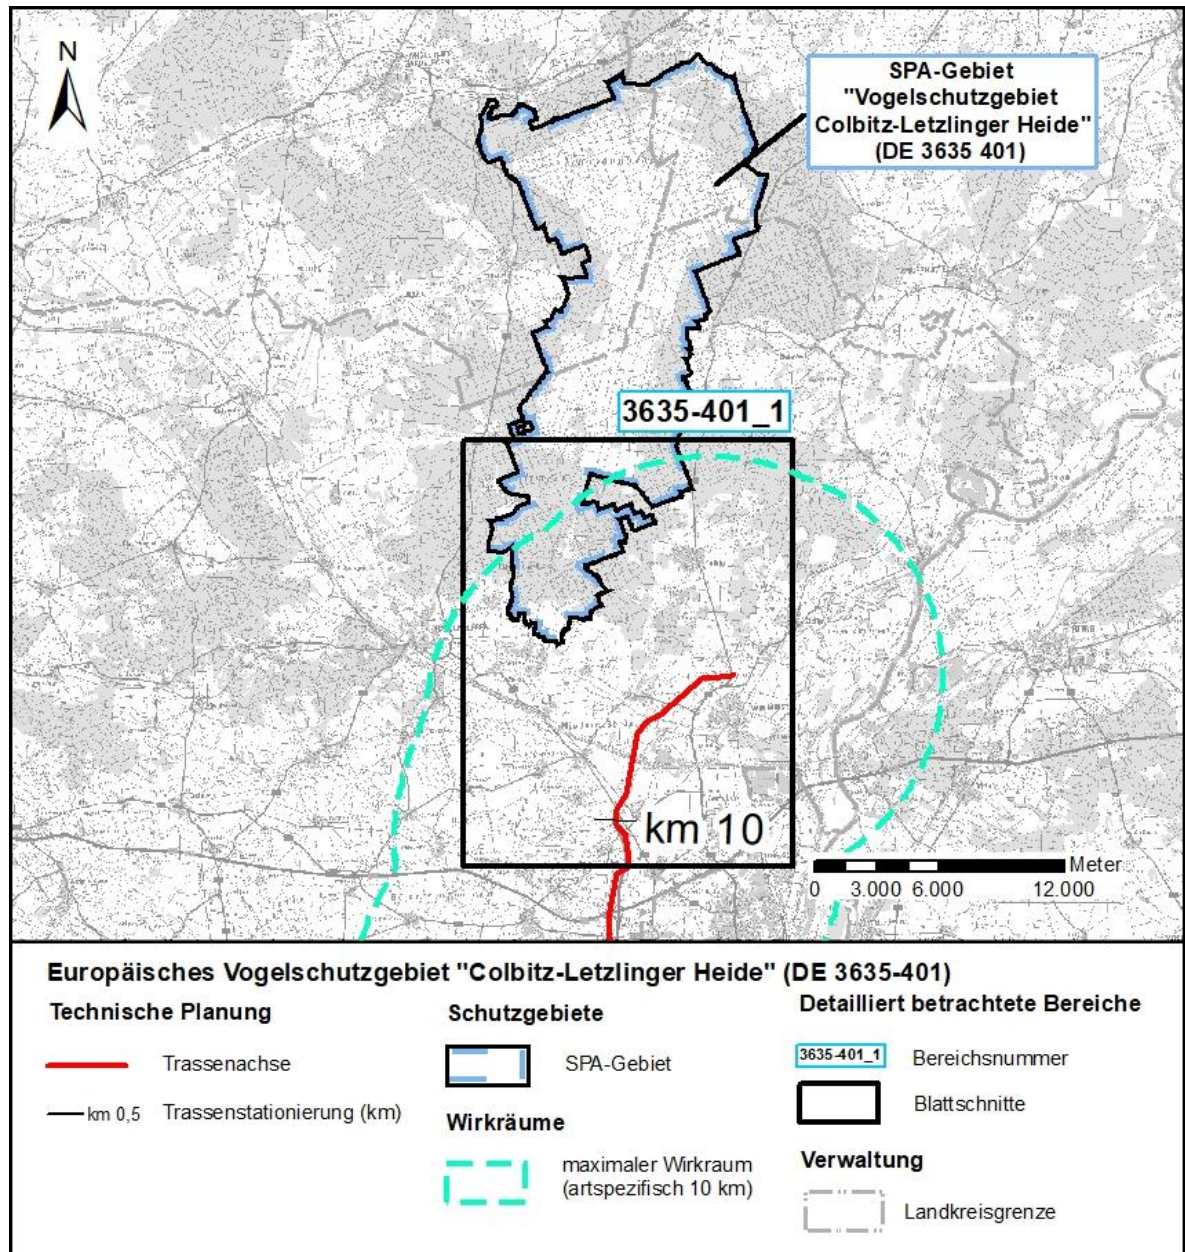 N
SPA-Gebiet
"Vogelschutzgebiet
Colbitz-Letzlinger Heide"
(DE 3635 401)
3635-401_1
km 10
Meter
0 3.000 6.000 12.000
Europäisches Vogelschutzgebiet "Colbitz-Letzlinger Heide" (DE 3635-401)
Technische Planung
Trassenachse
km 0,5 Trassenstationierung (km)
Schutzgebiete
SPA-Gebiet
Wirkräume
maximaler Wirkraum
(artspezifisch 10 km)
Detailliert betrachtete Bereiche
3635-401_1 Bereichsnummer
Blattschnitte
Verwaltung
Landkreisgrenze